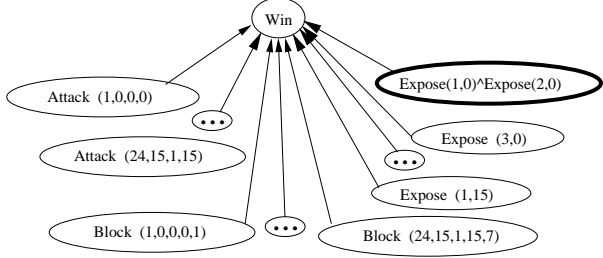 Win
Expose(1,0)^Expose(2,0)
Attack (1,0,0,0)
...
Expose (3,0)
Attack (24,15,1,15)
...
Expose (1,15)
Block (1,0,0,0,1)
...
Block (24,15,1,15,7)